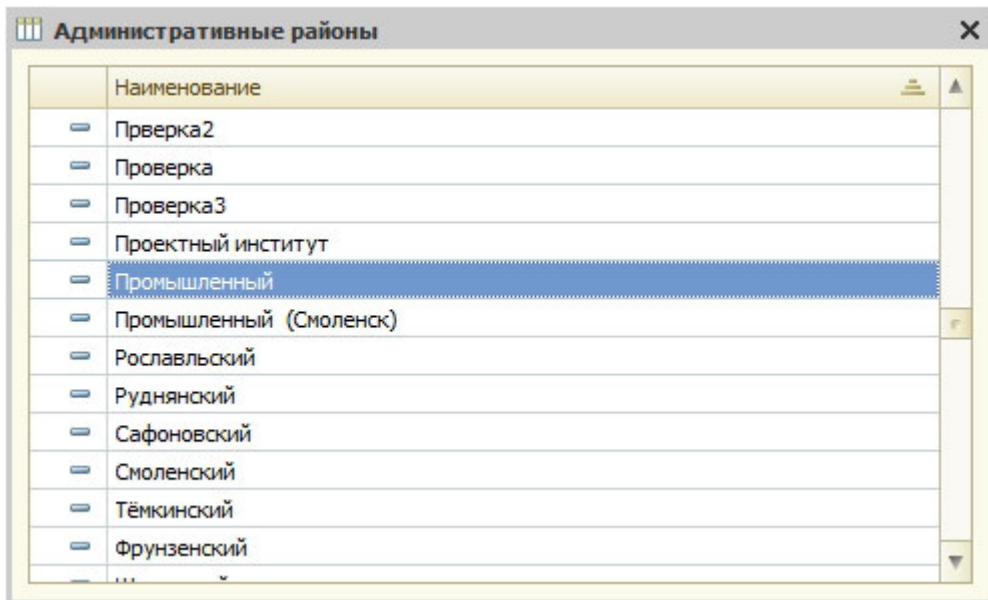 Административные районы
Наименование
Прверка2
Проверка
Проверка3
Проектный институт
Промышленный
Промышленный (Смоленск)
Рославльский
Руднянский
Сафоновский
Смоленский
Тёмкинский
Фрунзенский